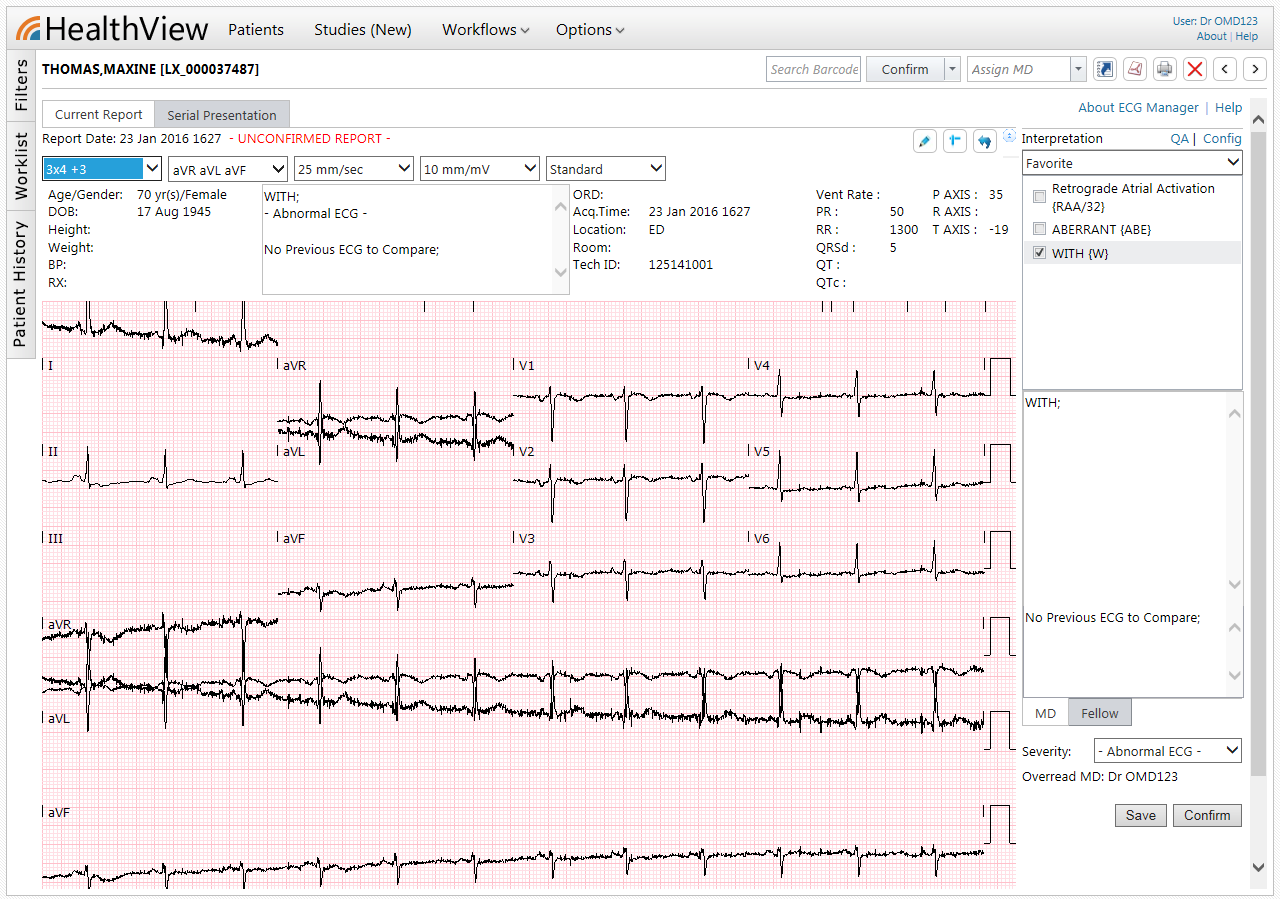 HealthView
Patients
Studies (New)
Workflows
Options
User: Dr OMD123
About | Help
Filters
Worklist
Patient History
THOMAS,MAXINE [LX_000037487]
Search Barcode
Confirm
Assign MD
Current Report
Serial Presentation
About ECG Manager | Help
Report Date: 23 Jan 2016 1627 - UNCONFIRMED REPORT -
3x4 +3
aVR aVL aVF
25 mm/sec
10 mm/mV
Standard
Age/Gender: 70 yr(s)/Female
DOB: 17 Aug 1945
Height:
Weight:
BP:
RX:
WITH;
- Abnormal ECG -
No Previous ECG to Compare;
ORD:
Acq.Time: 23 Jan 2016 1627
Location: ED
Room:
Tech ID: 125141001
Vent Rate :
PR : 50
RR : 1300
QRSd : 5
QT :
QTc :
P AXIS : 35
R AXIS :
T AXIS : -19
I
aVR
V1
V4
II
aVL
V2
V5
III
aVF
V3
V6
aVR
aVL
aVF
Interpretation
QA | Config
Favorite
Retrograde Atrial Activation
{RAA/32}
ABERRANT {ABE}
WITH {W}
WITH;
No Previous ECG to Compare;
MD
Fellow
Severity: - Abnormal ECG -
Overread MD: Dr OMD123
Save
Confirm